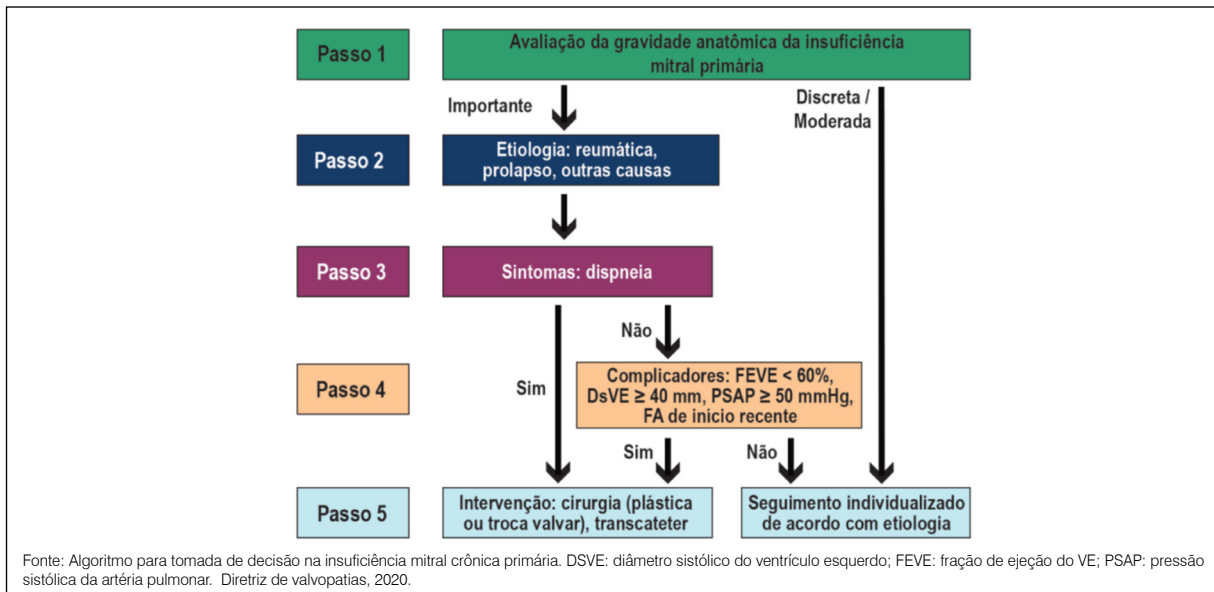 Passo 1
Avaliação da gravidade anatômica da insuficiência
mitral primária
Importante
Discreta /
Moderada
Passo 2
Etiologia: reumática,
prolapso, outras causas
Passo 3
Sintomas: dispneia
Não
Sim
Passo 4
Complicadores: FEVE < 60%,
DsVE ≥ 40 mm, PSAP ≥ 50 mmHg,
FA de início recente
Sim
Não
Passo 5
Intervenção: cirurgia (plástica
ou troca valvar), transcateter
Seguimento individualizado
de acordo com etiologia
Fonte: Algoritmo para tomada de decisão na insuficiência mitral crônica primária. DSVE: diâmetro sistólico do ventrículo esquerdo; FEVE: fração de ejeção do VE; PSAP: pressão
sistólica da artéria pulmonar. Diretriz de valvopatias, 2020.